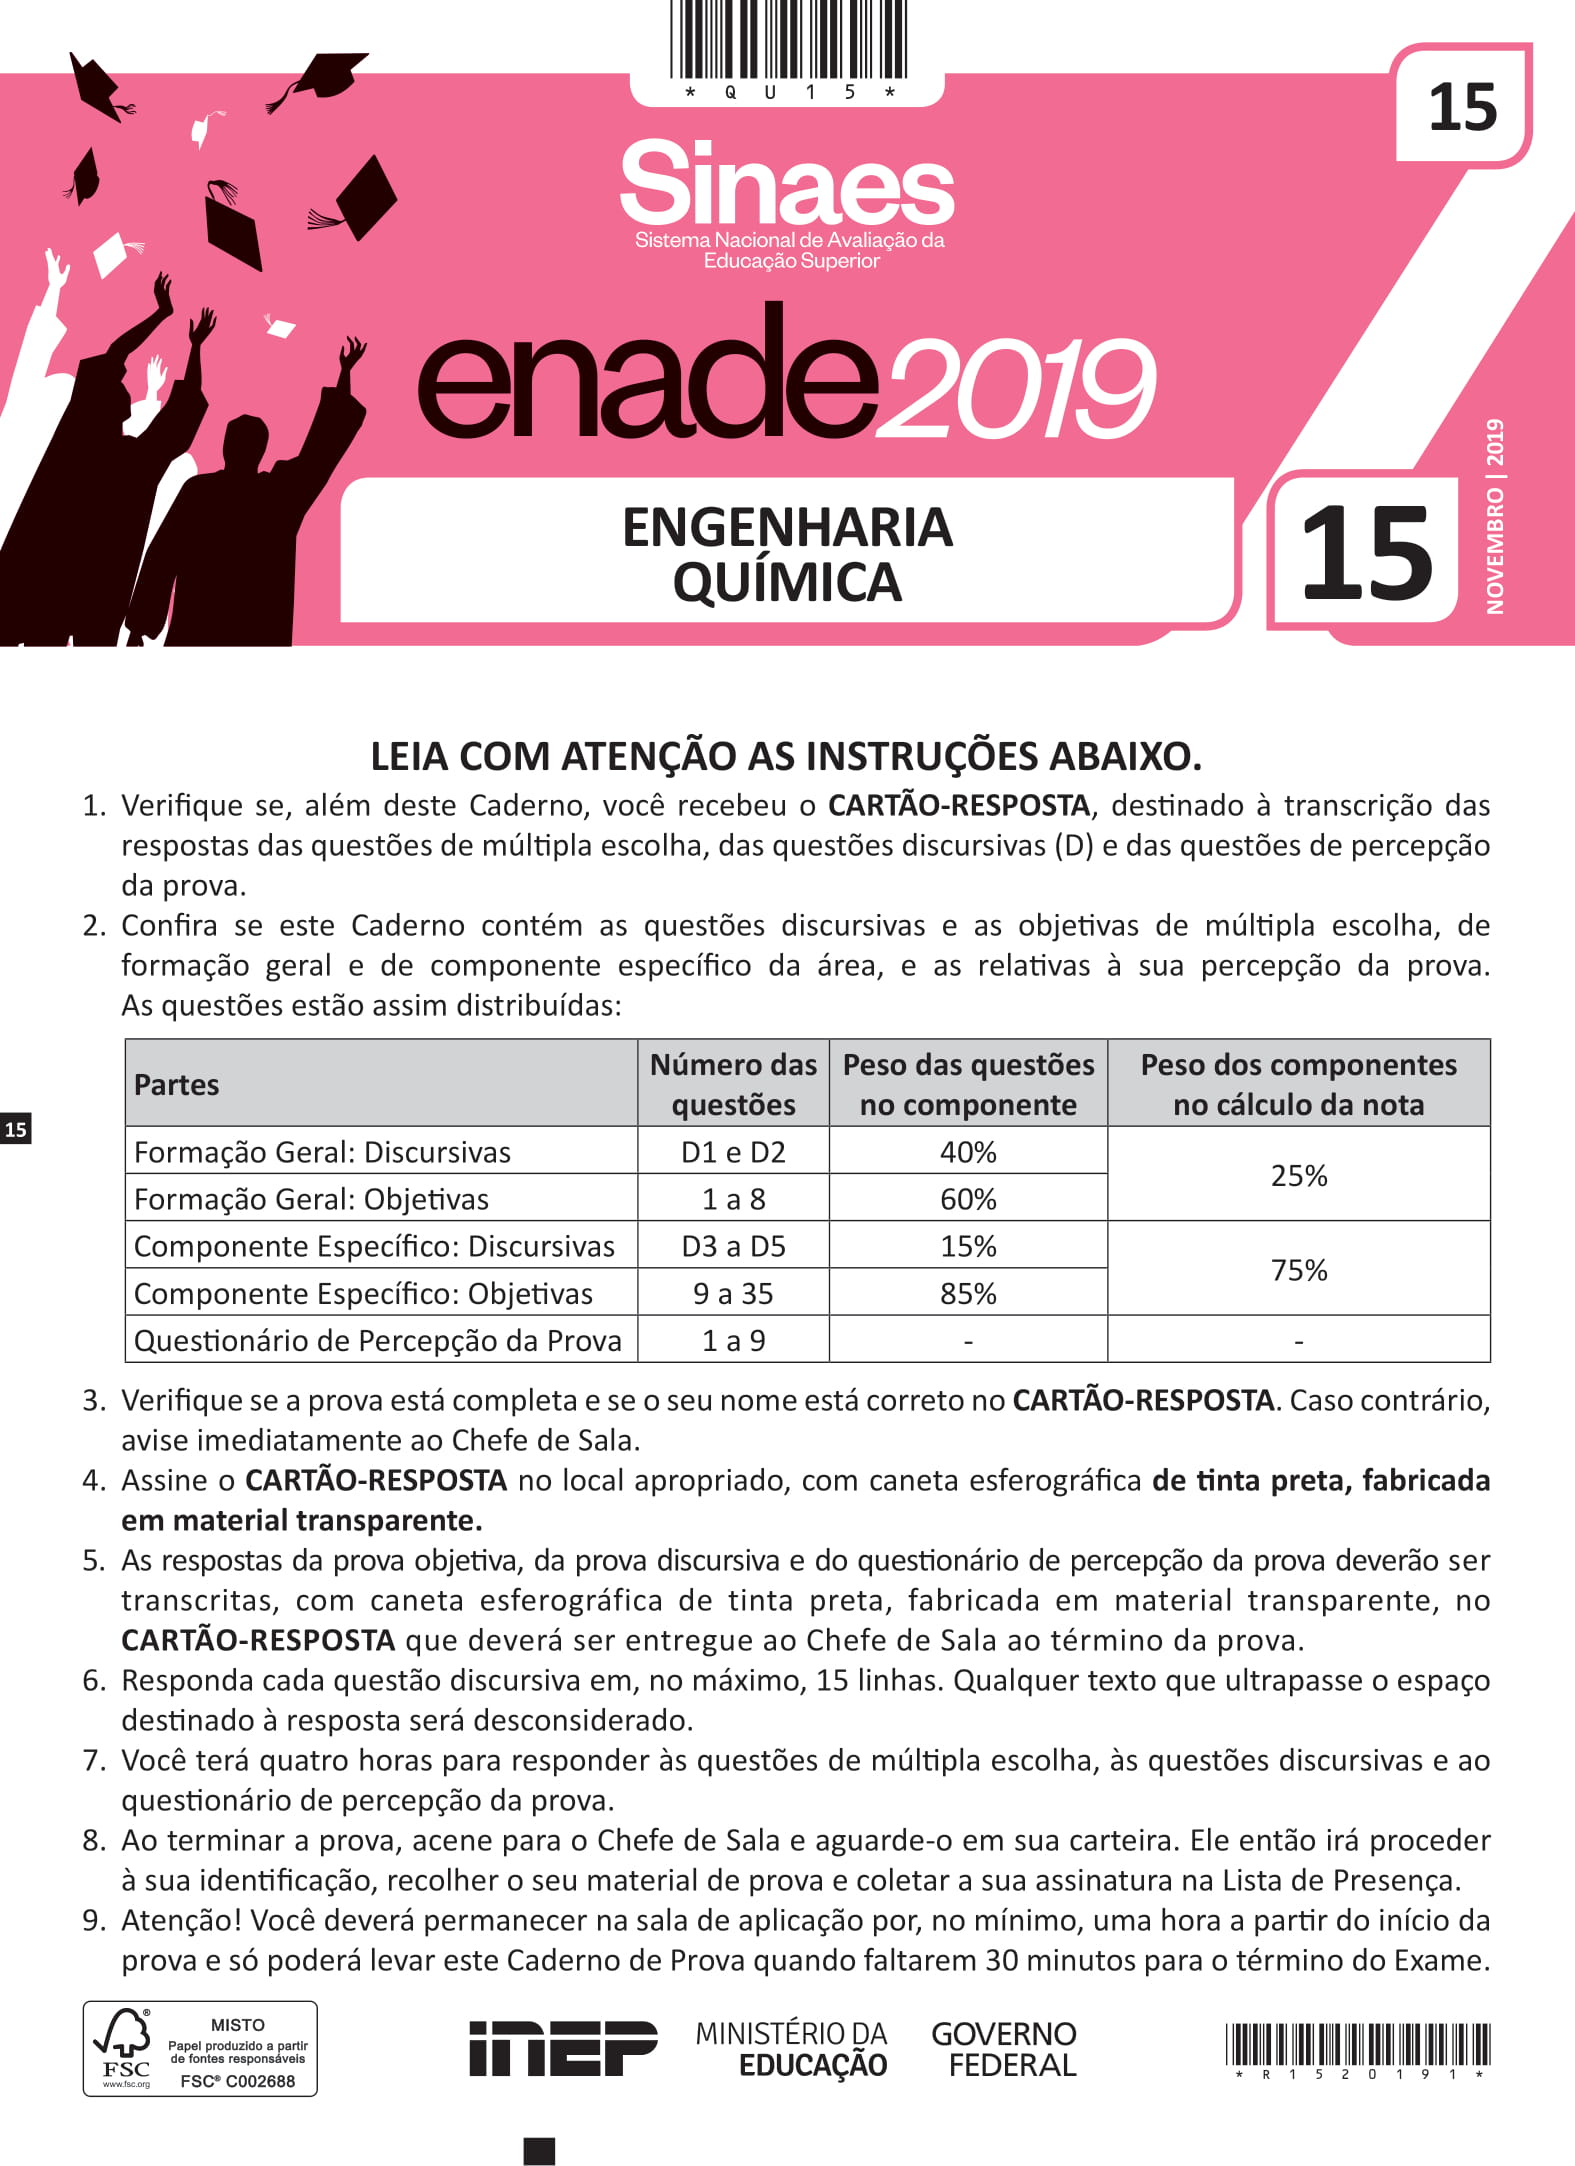 * Q U 1 5 *
15
Sinaes
Sistema Nacional de Avaliação da
Educação Superior
enade2019
ENGENHARIA
QUÍMICA
15
NOVEMBRO | 2019
LEIA COM ATENÇÃO AS INSTRUÇÕES ABAIXO.
1. Verifique se, além deste Caderno, você recebeu o CARTÃO-RESPOSTA, destinado à transcrição das
respostas das questões de múltipla escolha, das questões discursivas (D) e das questões de percepção
da prova.
2. Confira se este Caderno contém as questões discursivas e as objetivas de múltipla escolha, de
formação geral e de componente específico da área, e as relativas à sua percepção da prova.
As questões estão assim distribuídas:
Partes
Número das
questões
Peso das questões
no componente
Peso dos componentes
no cálculo da nota
Formação Geral: Discursivas D1 e D2 40%
25%
Formação Geral: Objetivas 1 a 8 60%
Componente Específico: Discursivas D3 a D5 15%
75%
Componente Específico: Objetivas 9 a 35 85%
Questionário de Percepção da Prova 1 a 9 - -
15
3. Verifique se a prova está completa e se o seu nome está correto no CARTÃO-RESPOSTA. Caso contrário,
avise imediatamente ao Chefe de Sala.
4. Assine o CARTÃO-RESPOSTA no local apropriado, com caneta esferográfica de tinta preta, fabricada
em material transparente.
5. As respostas da prova objetiva, da prova discursiva e do questionário de percepção da prova deverão ser
transcritas, com caneta esferográfica de tinta preta, fabricada em material transparente, no
CARTÃO-RESPOSTA que deverá ser entregue ao Chefe de Sala ao término da prova.
6. Responda cada questão discursiva em, no máximo, 15 linhas. Qualquer texto que ultrapasse o espaço
destinado à resposta será desconsiderado.
7. Você terá quatro horas para responder às questões de múltipla escolha, às questões discursivas e ao
questionário de percepção da prova.
8. Ao terminar a prova, acene para o Chefe de Sala e aguarde-o em sua carteira. Ele então irá proceder
à sua identificação, recolher o seu material de prova e coletar a sua assinatura na Lista de Presença.
9. Atenção! Você deverá permanecer na sala de aplicação por, no mínimo, uma hora a partir do início da
prova e só poderá levar este Caderno de Prova quando faltarem 30 minutos para o término do Exame.
®
FSC
www.fsc.org
MISTO
Papel produzido a partir
de fontes responsáveis
FSC® C002688
INEP
MINISTÉRIO DA
EDUCAÇÃO
GOVERNO
FEDERAL
* R 1 5 2 0 1 9 1 *